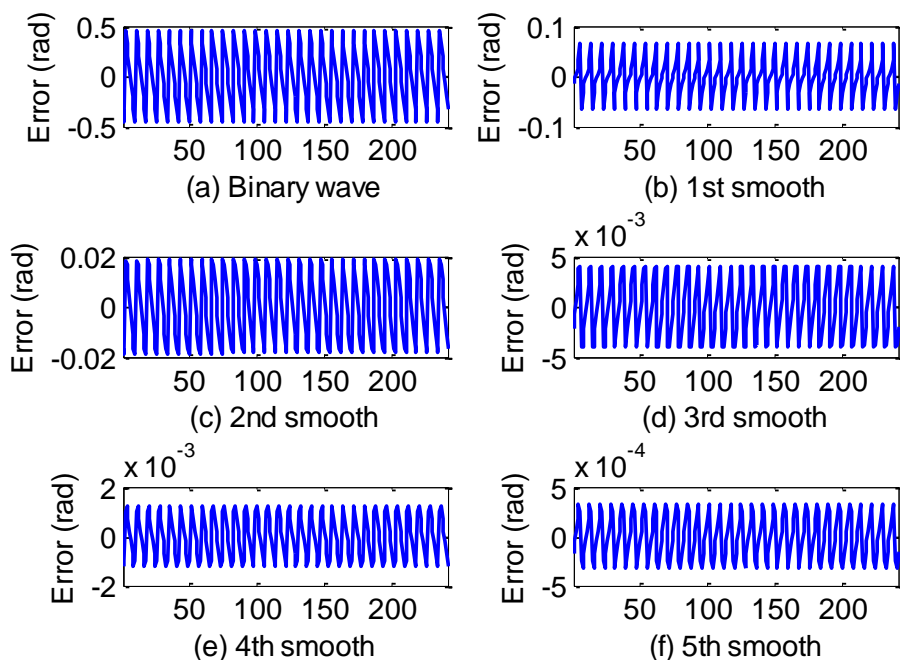 0.5
0
-0.5
Error (rad)
50 100 150 200
(a) Binary wave
0.1
0
-0.1
Error (rad)
50 100 150 200
(b) 1st smooth
0.02
0
-0.02
Error (rad)
50 100 150 200
(c) 2nd smooth
x 10^-3
5
0
-5
Error (rad)
50 100 150 200
(d) 3rd smooth
x 10^-3
2
0
-2
Error (rad)
50 100 150 200
(e) 4th smooth
x 10^-4
5
0
-5
Error (rad)
50 100 150 200
(f) 5th smooth